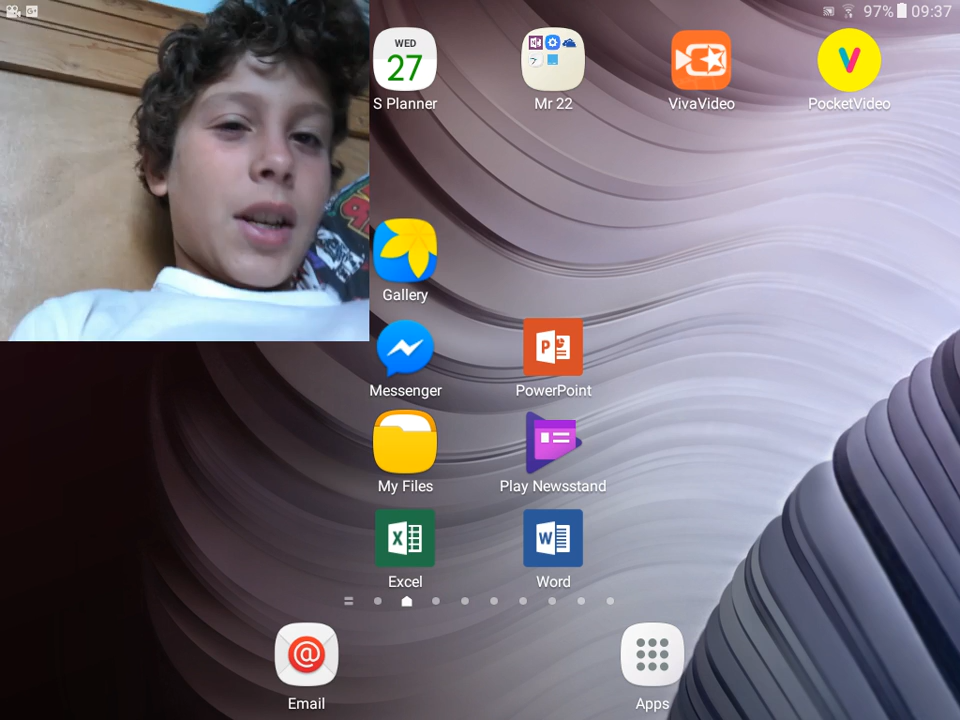 97% 09:37
WED
27
S Planner
Mr 22
VivaVideo
PocketVideo
Gallery
Messenger
PowerPoint
My Files
Play Newsstand
Excel
Word
Email
Apps